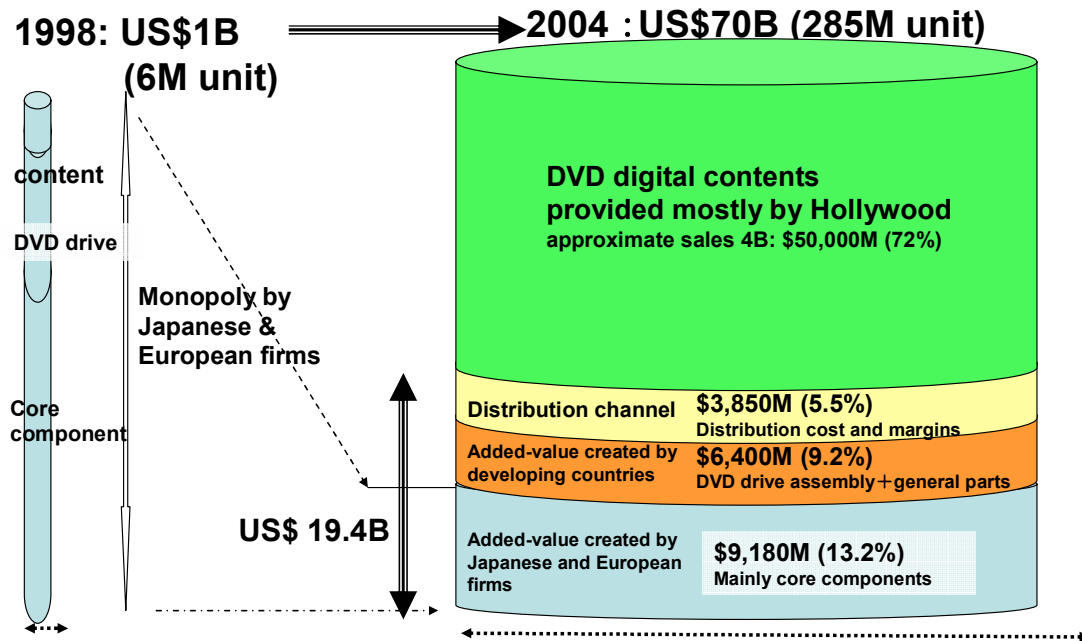 1998: US$1B
(6M unit)
2004 : US$70B (285M unit)
content
DVD drive
Monopoly by
Japanese &
European firms
Core
component
US$ 19.4B
DVD digital contents
provided mostly by Hollywood
approximate sales 4B: $50,000M (72%)
Distribution channel
$3,850M (5.5%)
Distribution cost and margins
Added-value created by
developing countries
$6,400M (9.2%)
DVD drive assembly+general parts
Added-value created by
Japanese and European
firms
$9,180M (13.2%)
Mainly core components